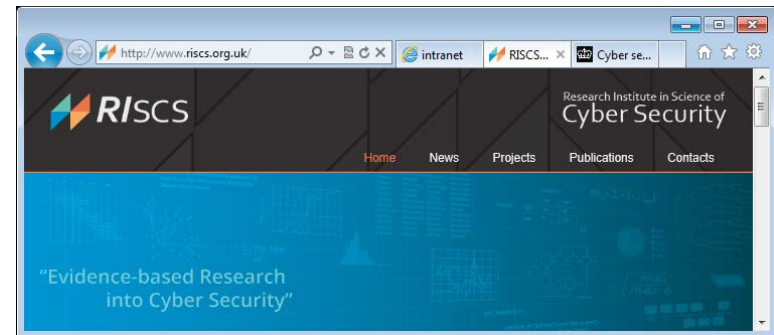 http://www.riscs.org.uk/
intranet
RISCS...
Cyber se...
RISCS
Research Institute in Science of
Cyber Security
Home News Projects Publications Contacts
"Evidence-based Research
into Cyber Security"